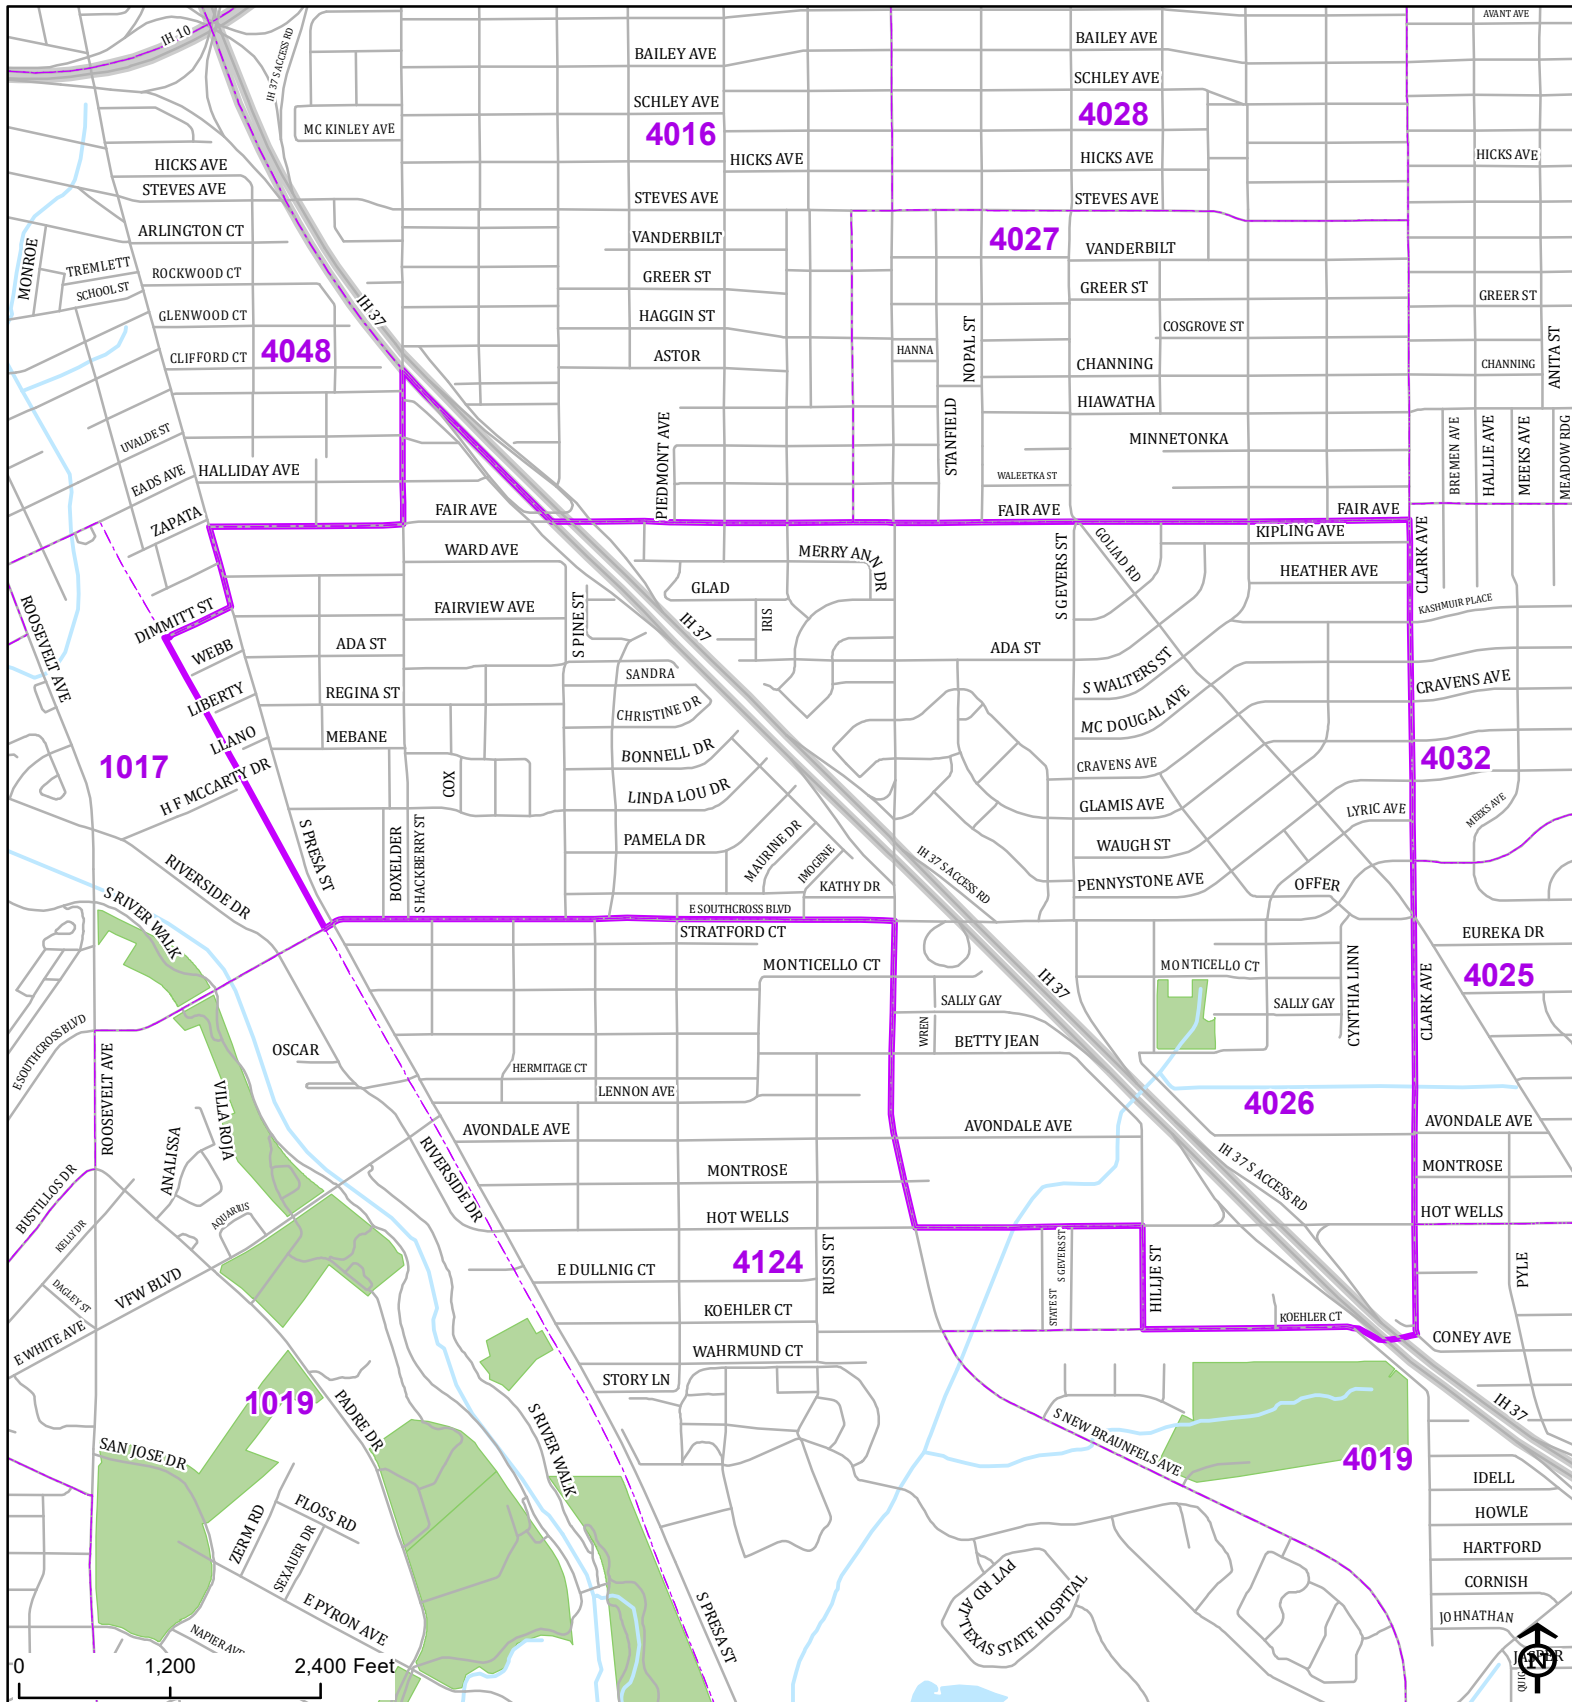 AVANT AVE
IH 10
IH 37 S ACCESS RD
BAILEY AVE
BAILEY AVE
SCHLEY AVE
SCHLEY AVE
4016
4028
MC KINLEY AVE
HICKS AVE
HICKS AVE
HICKS AVE
HICKS AVE
STEVES AVE
STEVES AVE
STEVES AVE
ARLINGTON CT
VANDERBILT
4027
VANDERBILT
MONROE
TREMLETT
SCHOOL ST
ROCKWOOD CT
GREER ST
GREER ST
GREER ST
GLENWOOD CT
IH 37
HAGGIN ST
COSGROVE ST
NOPAL ST
ANITA ST
CLIFFORD CT
4048
ASTOR
HANNA
CHANNING
CHANNING
HIAWATHA
UVALDE ST
PIEDMONT AVE
STANFIELD
MINNETONKA
BREMEN AVE
HALLIE AVE
MEEKS AVE
MEADOW RDG
EADS AVE
HALLIDAY AVE
WALEETKA ST
ZAPATA
FAIR AVE
FAIR AVE
FAIR AVE
KIPLING AVE
WARD AVE
MERRY ANN DR
GOLIAD RD
HEATHER AVE
CLARK AVE
S GEVERS ST
ROOSEVELT AVE
DIMMITT ST
FAIRVIEW AVE
S PINE ST
GLAD
IRIS
KASHMUIR PLACE
WEBB
ADA ST
IH 37
ADA ST
SANDRA
S WALTERS ST
CRAVENS AVE
LIBERTY
REGINA ST
CHRISTINE DR
MC DOUGAL AVE
LLANO
MEBANE
BONNELL DR
1017
H F MCCARTY DR
COX
LINDA LOU DR
CRAVENS AVE
4032
GLAMIS AVE
LYRIC AVE
MEEKS AVE
S PRESA ST
BOXELDER
S HACKBERRY ST
PAMELA DR
MAURINE DR
IMOGENE
WAUGH ST
RIVERSIDE DR
KATHY DR
IH 37 S ACCESS RD
PENNYSTONE AVE
OFFER
S RIVER WALK
E SOUTHCROSS BLVD
STRATFORD CT
EUREKA DR
MONTICELLO CT
MONTICELLO CT
4025
IH 37
SALLY GAY
SALLY GAY
CYNTHIA LINN
CLARK AVE
WREN
BETTY JEAN
E SOUTHCROSS BLVD
ROOSEVELT AVE
OSCAR
HERMITAGE CT
LENNON AVE
VILLA ROJA
4026
ANALISSA
AVONDALE AVE
AVONDALE AVE
AVONDALE AVE
RIVERSIDE DR
MONTROSE
IH 37 S ACCESS RD
MONTROSE
BUSTILLOS DR
KELLY DR
AQUARIUS
HOT WELLS
HOT WELLS
E DULLNIG CT
4124
RUSSI ST
STATE ST
S GEVERS ST
HILJE ST
PYLE
DAGLEY ST
VFW BLVD
KOEHLER CT
KOEHLER CT
E WHITE AVE
WAHRMUND CT
CONEY AVE
STORY LN
1019
PADRE DR
S RIVER WALK
S NEW BRAUNFELS AVE
IH 37
SAN JOSE DR
4019
IDELL
ZERM RD
FLOSS RD
HOWLE
SEXAUER DR
HARTFORD
E PYRON AVE
S PRESA ST
PVT RD AT TEXAS STATE HOSPITAL
CORNISH
JOHNATHAN
NAPIER AVE
JASPER
N
0
1,200
2,400 Feet